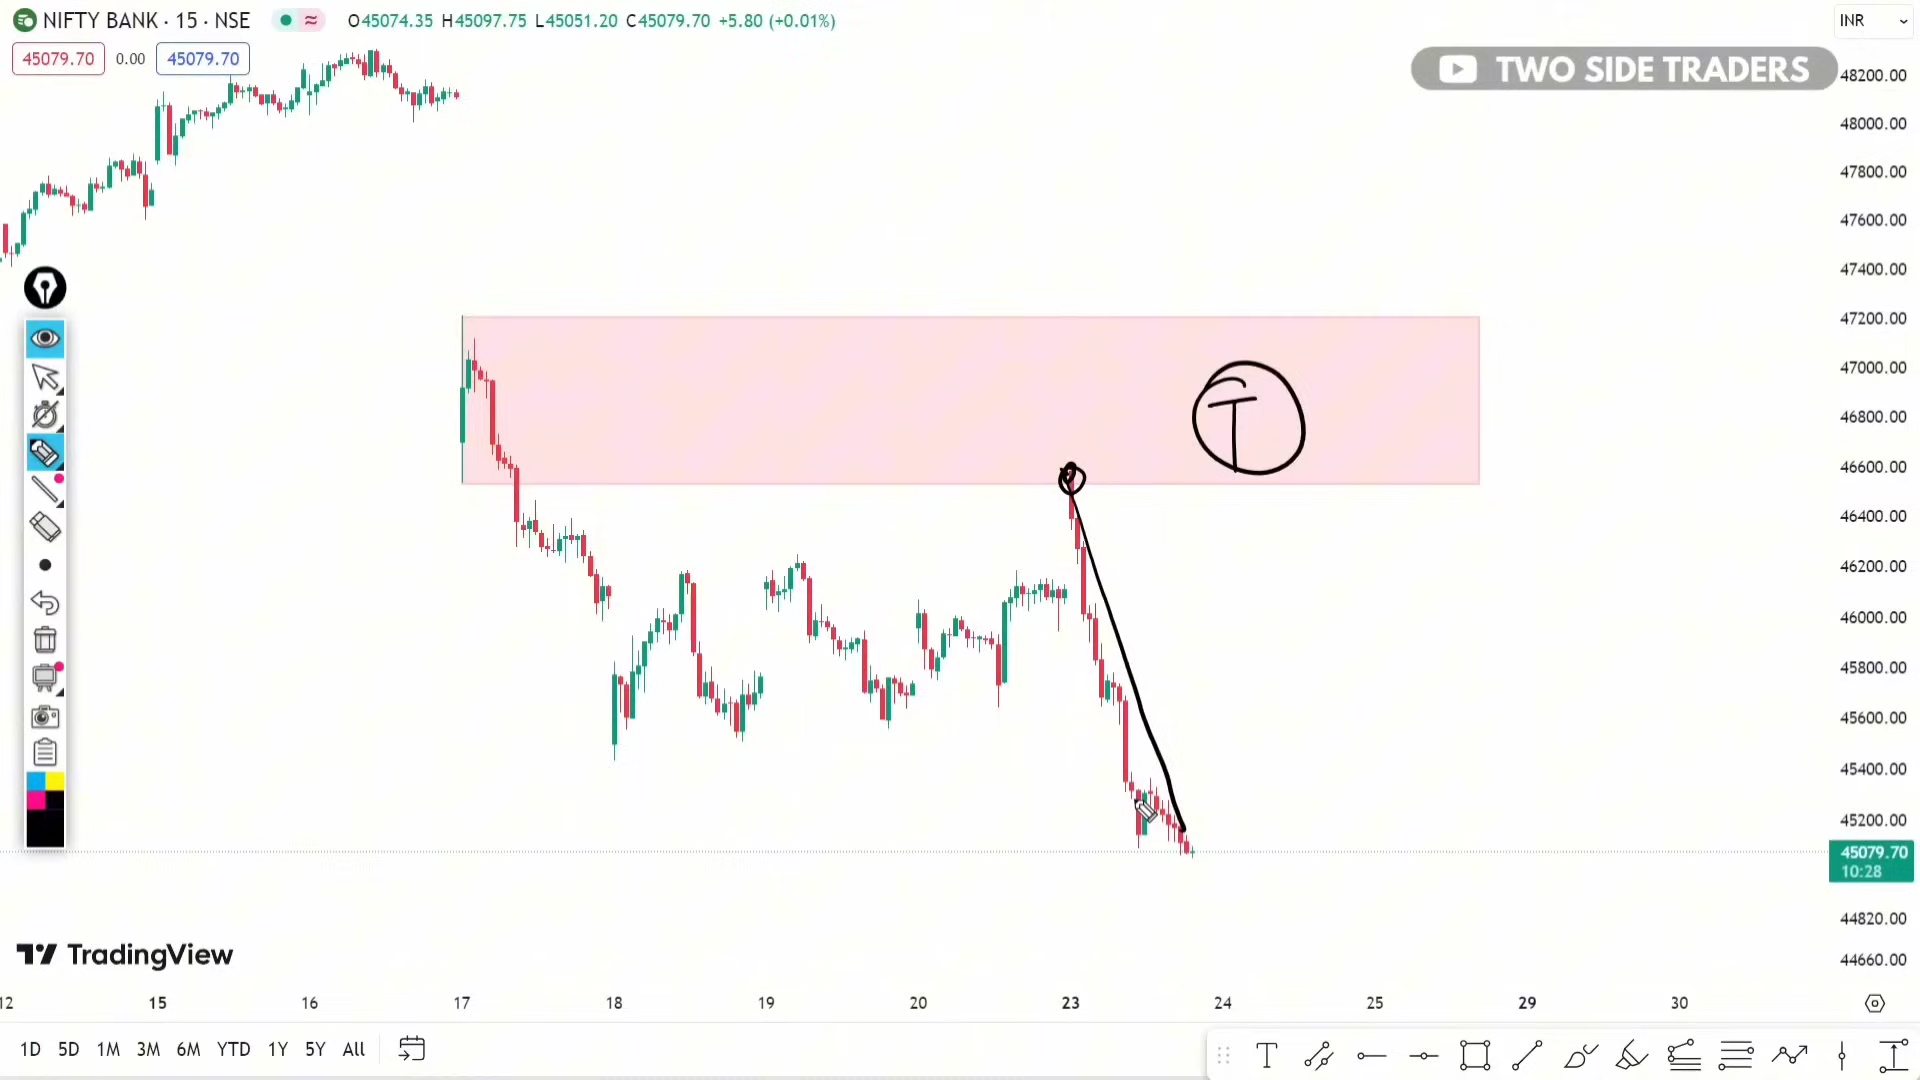 NIFTY BANK · 15 · NSE O45074.35 H45097.75 L45051.20 C45079.70 +5.80 (+0.01%)
INR
45079.70 0.00 45079.70
TWO SIDE TRADERS
48200.00
48000.00
47800.00
47600.00
47400.00
47200.00
47000.00
46800.00
46600.00
46400.00
46200.00
46000.00
45800.00
45600.00
45400.00
45200.00
45079.70
10:28
44820.00
44660.00
T
TradingView
12 15 16 17 18 19 20 23 24 25 29 30
1D 5D 1M 3M 6M YTD 1Y 5Y All